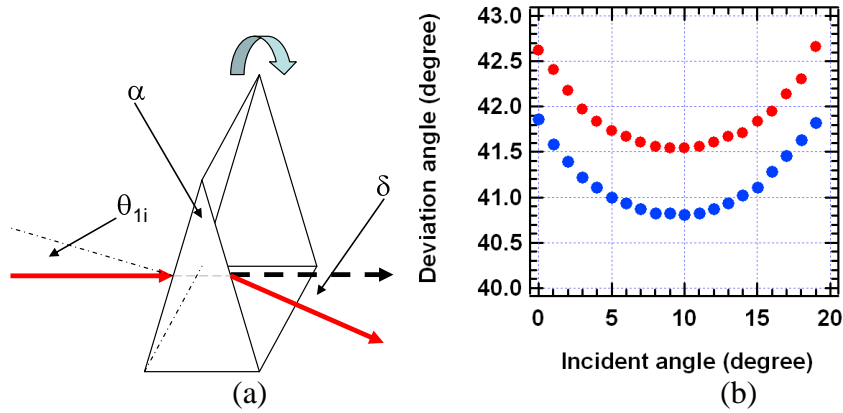 α
θ1i
δ
(a)
Deviation angle (degree)
43.0
42.5
42.0
41.5
41.0
40.5
40.0
0 5 10 15 20
Incident angle (degree)
(b)